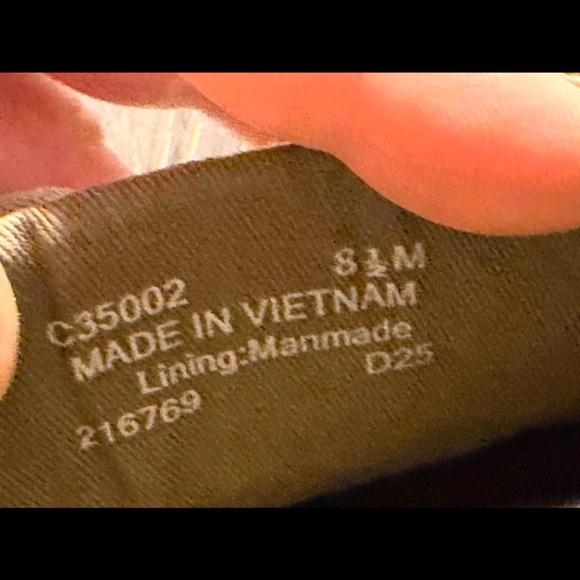 C35002 8½M
MADE IN VIETNAM
Lining:Manmade
216769 D25